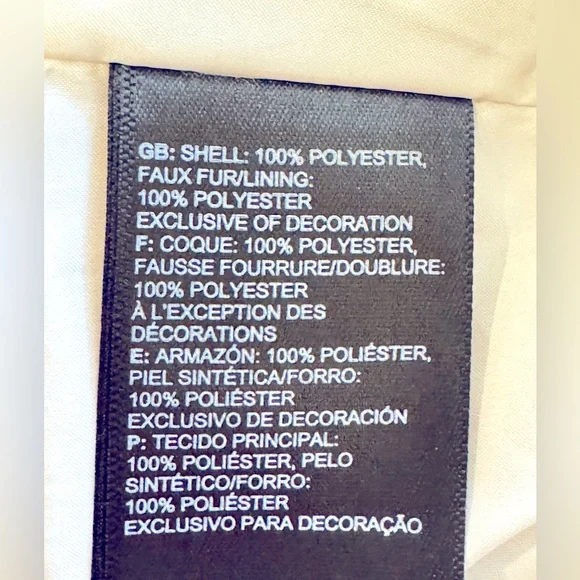 GB: SHELL: 100% POLYESTER,
FAUX FUR/LINING:
100% POLYESTER
EXCLUSIVE OF DECORATION
F: COQUE: 100% POLYESTER,
FAUSSE FOURRURE/DOUBLURE:
100% POLYESTER
À L'EXCEPTION DES
DÉCORATIONS
E: ARMAZÓN: 100% POLIÉSTER,
PIEL SINTÉTICA/FORRO:
100% POLIÉSTER
EXCLUSIVO DE DECORACIÓN
P: TECIDO PRINCIPAL:
100% POLIÉSTER, PELO
SINTÉTICO/FORRO:
100% POLIÉSTER
EXCLUSIVO PARA DECORAÇÃO